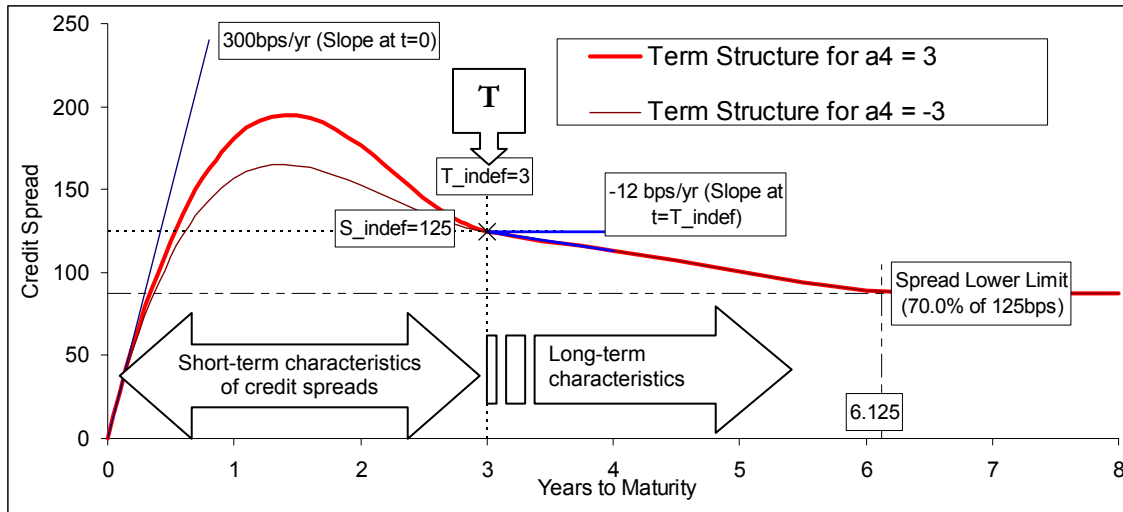 250
200
150
100
50
0
Credit Spread
300bps/yr (Slope at t=0)
T
T_indef=3
Term Structure for a4 = 3
Term Structure for a4 = -3
S_indef=125
-12 bps/yr (Slope at
t=T_indef)
Spread Lower Limit
(70.0% of 125bps)
Short-term characteristics
of credit spreads
Long-term
characteristics
6.125
0 1 2 3 4 5 6 7 8
Years to Maturity